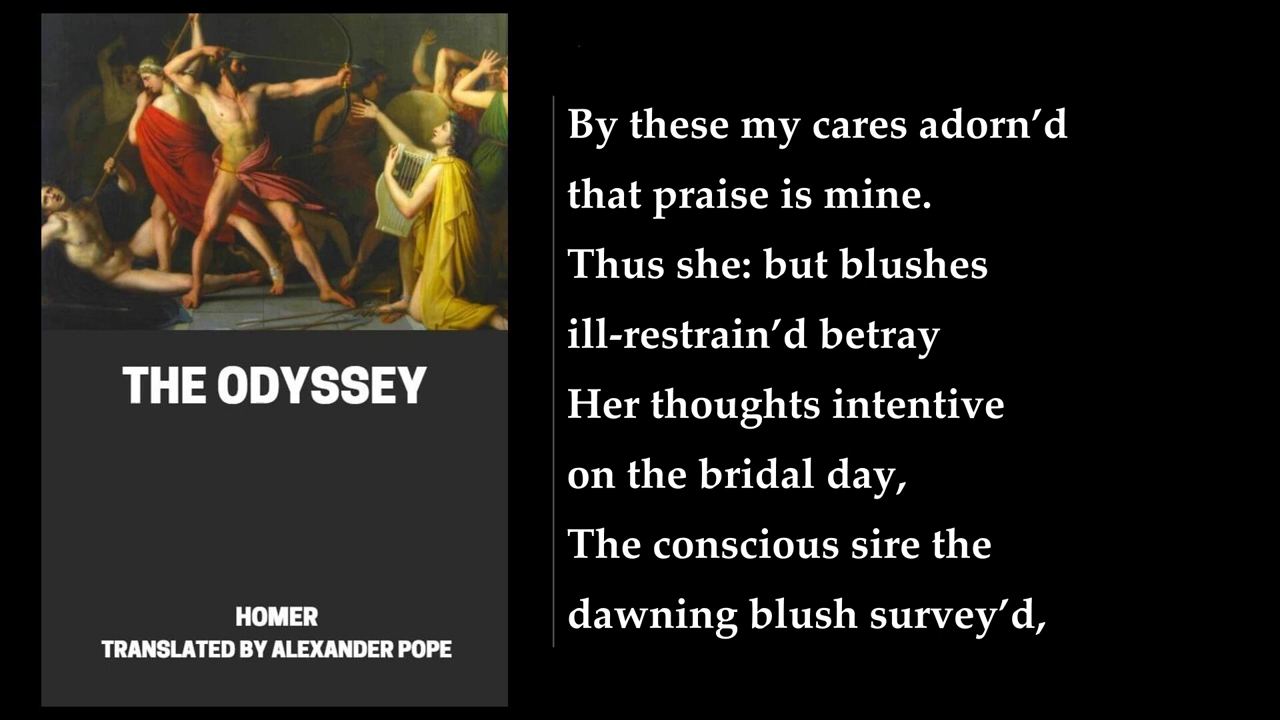 THE ODYSSEY
HOMER
TRANSLATED BY ALEXANDER POPE
By these my cares adorn’d
that praise is mine.
Thus she: but blushes
ill-restrain’d betray
Her thoughts intentive
on the bridal day,
The conscious sire the
dawning blush survey’d,